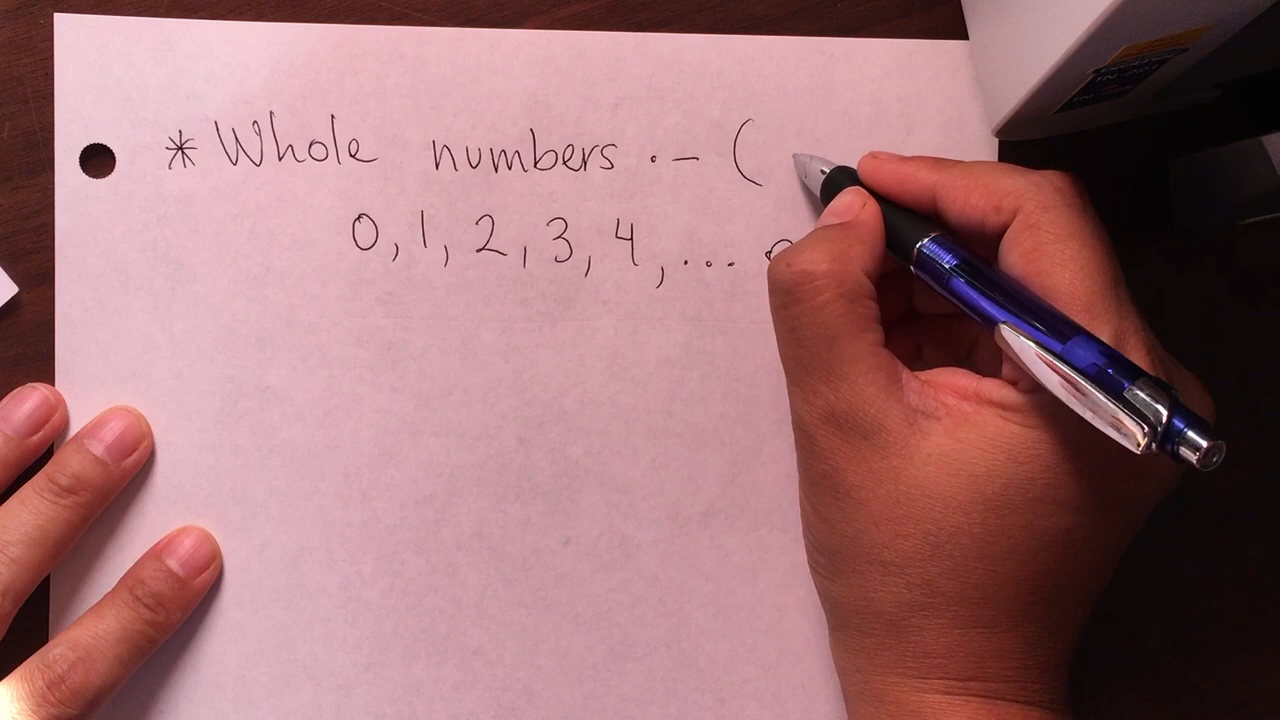 * Whole numbers .- (
0, 1, 2, 3, 4, ...